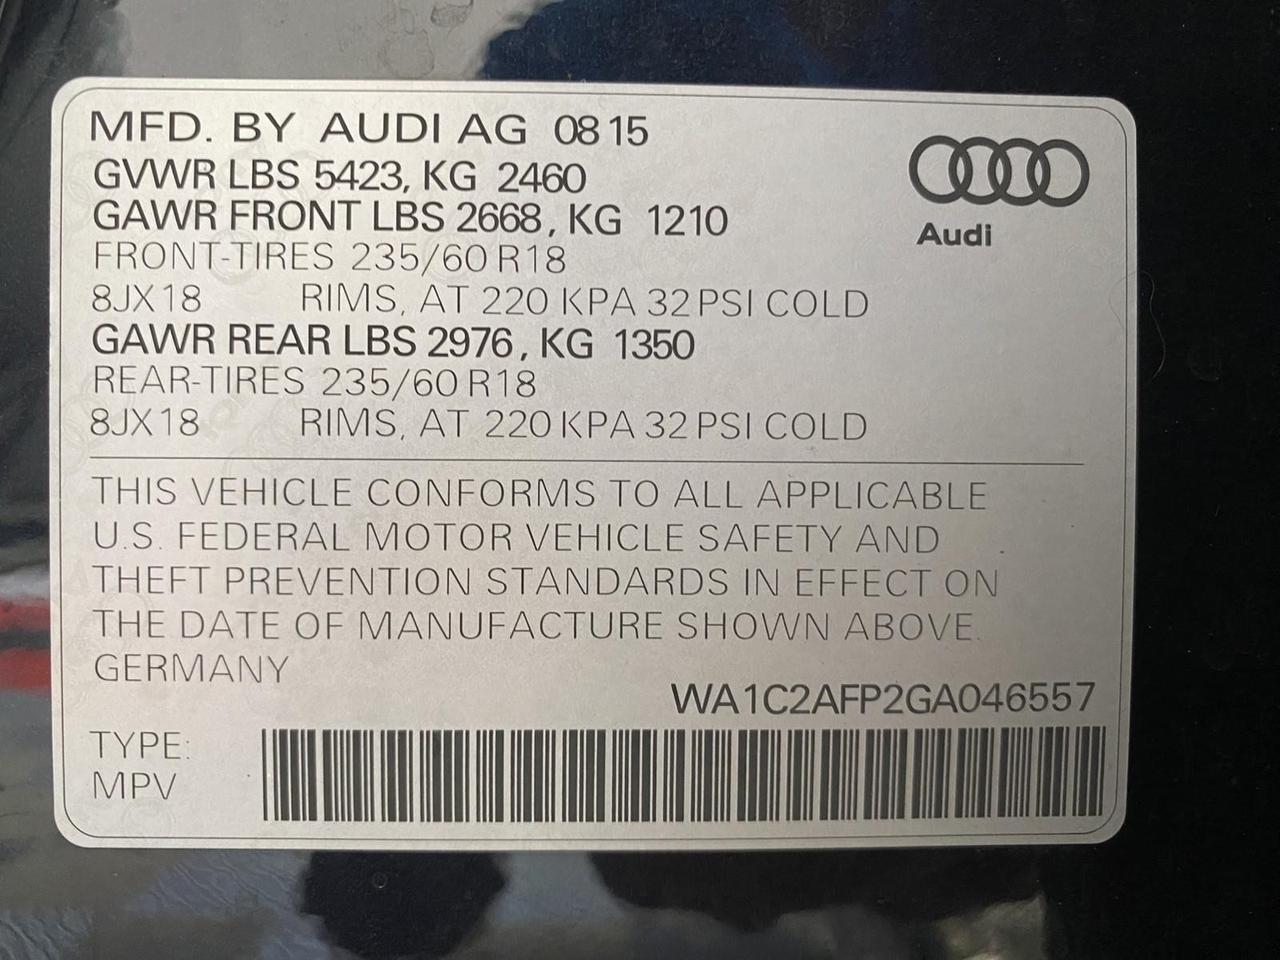 MFD. BY AUDI AG 08 15
GVWR LBS 5423, KG 2460
GAWR FRONT LBS 2668, KG 1210
FRONT-TIRES 235/60 R18
8JX18 RIMS, AT 220 KPA 32 PSI COLD
GAWR REAR LBS 2976, KG 1350
REAR-TIRES 235/60 R18
8JX18 RIMS, AT 220 KPA 32 PSI COLD
Audi
THIS VEHICLE CONFORMS TO ALL APPLICABLE
U.S. FEDERAL MOTOR VEHICLE SAFETY AND
THEFT PREVENTION STANDARDS IN EFFECT ON
THE DATE OF MANUFACTURE SHOWN ABOVE.
GERMANY
WA1C2AFP2GA046557
TYPE:
MPV